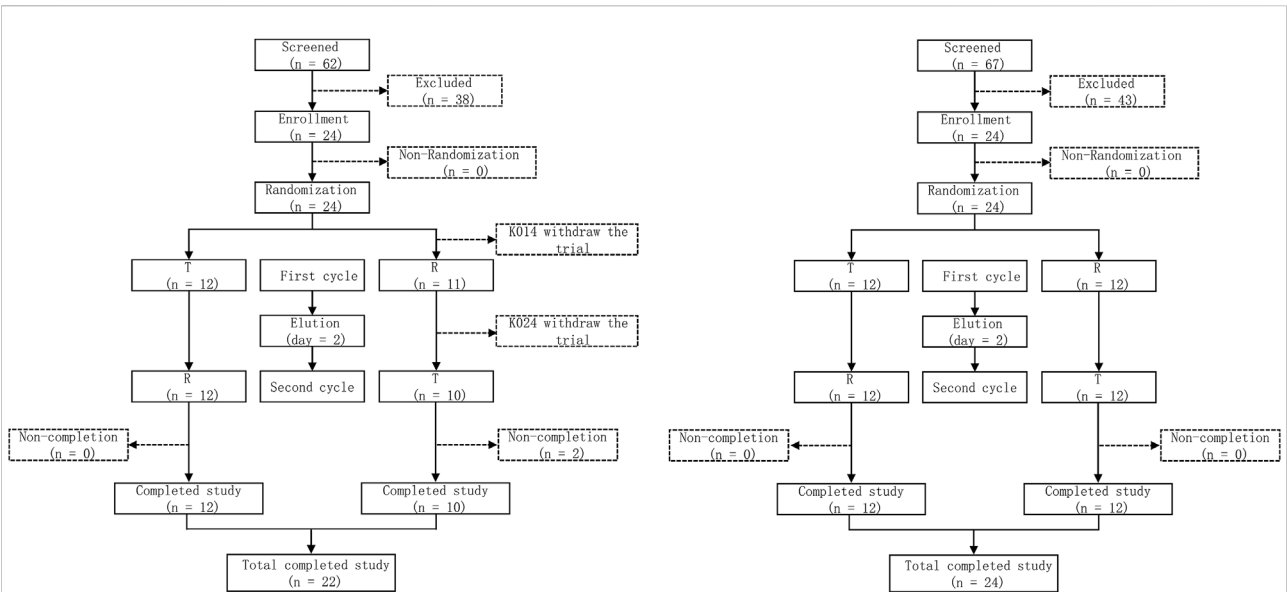 Screened
(n = 62)
Excluded
(n = 38)
Enrollment
(n = 24)
Non-Randomization
(n = 0)
Randomization
(n = 24)
K014 withdraw the
trial
T
(n = 12)
First cycle
R
(n = 11)
Elution
(day = 2)
K024 withdraw the
trial
R
(n = 12)
Second cycle
T
(n = 10)
Non-completion
(n = 0)
Non-completion
(n = 2)
Completed study
(n = 12)
Completed study
(n = 10)
Total completed study
(n = 22)
Screened
(n = 67)
Excluded
(n = 43)
Enrollment
(n = 24)
Non-Randomization
(n = 0)
Randomization
(n = 24)
T
(n = 12)
First cycle
R
(n = 12)
Elution
(day = 2)
R
(n = 12)
Second cycle
T
(n = 12)
Non-completion
(n = 0)
Non-completion
(n = 0)
Completed study
(n = 12)
Completed study
(n = 12)
Total completed study
(n = 24)